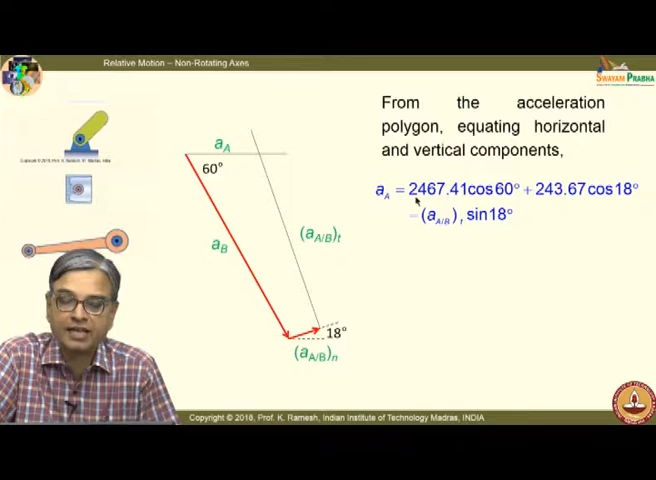 Relative Motion – Non-Rotating Axes
SWAYAM PRABHA
From the acceleration
polygon, equating horizontal
and vertical components,
a_A = 2467.41cos60° + 243.67cos18°
− (a_A/B)_t sin18°
a_A
60°
a_B
(a_A/B)_t
18°
(a_A/B)_n
Copyright © 2018, Prof. K. Ramesh, Indian Institute of Technology Madras, INDIA